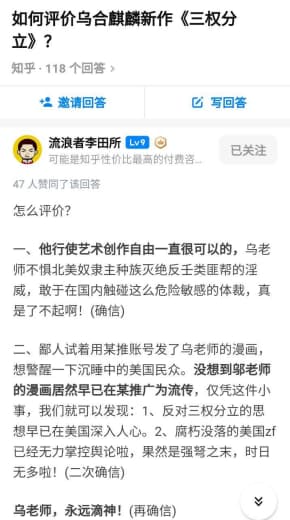 如何评价乌合麒麟新作《三权分
立》?
知乎 · 118 个回答 >
邀请回答
写回答
流浪者李田所 Lv9
可能是知乎性价比最高的付费咨...
已关注
47 人赞同了该回答
怎么评价?
一、他行使艺术创作自由一直很可以的，乌老
师不惧北美奴隶主种族灭绝反壬类匪帮的淫
威，敢于在国内触碰这么危险敏感的体裁，真
是了不起啊！(确信)
二、鄙人试着用某推账号发了乌老师的漫画，
想警醒一下沉睡中的美国民众。没想到邬老师
的漫画居然早已在某推广为流传，仅凭这件小
事，我们就可以发现：1、反对三权分立的思
想早已在美国深入人心。2、腐朽没落的美国zf
已经无力掌控舆论啦，果然是强弩之末，时日
无多啦！(二次确信)
乌老师，永远滴神！(再确信)